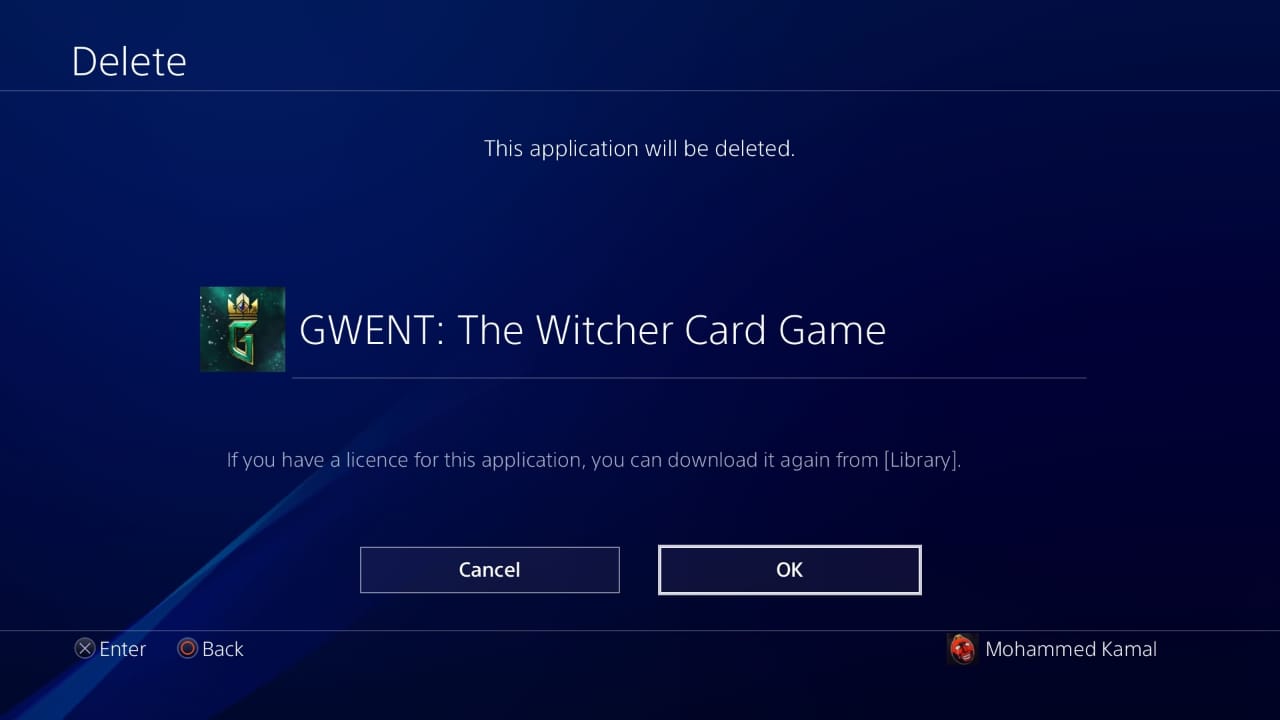 Delete
This application will be deleted.
G
GWENT: The Witcher Card Game
If you have a licence for this application, you can download it again from [Library].
Cancel
OK
Enter
Back
Mohammed Kamal